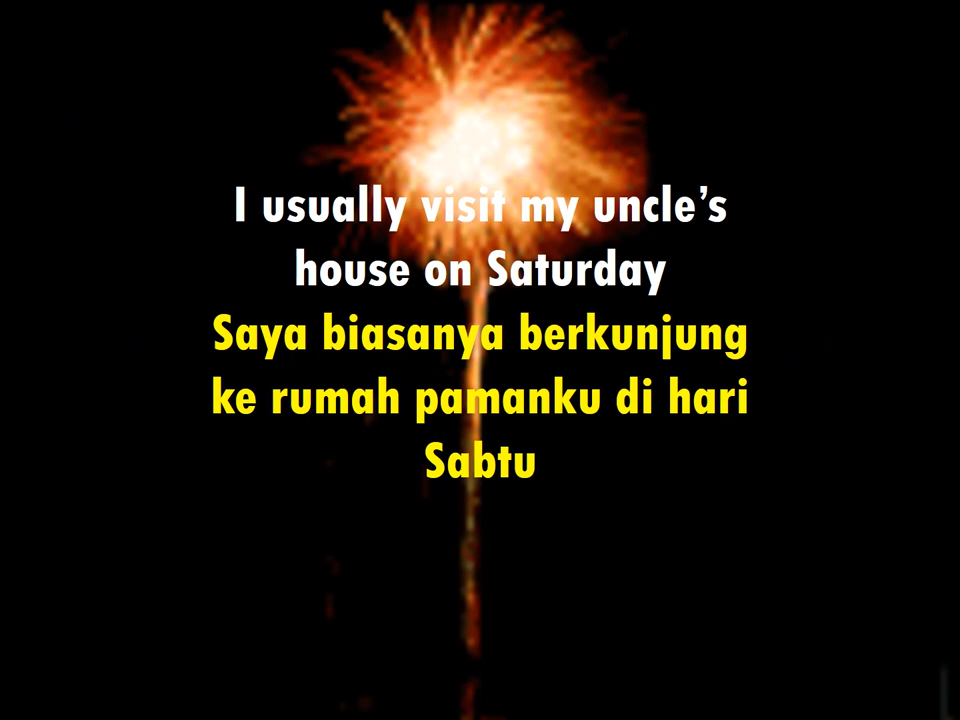 I usually visit my uncle’s
house on Saturday
Saya biasanya berkunjung
ke rumah pamanku di hari
Sabtu